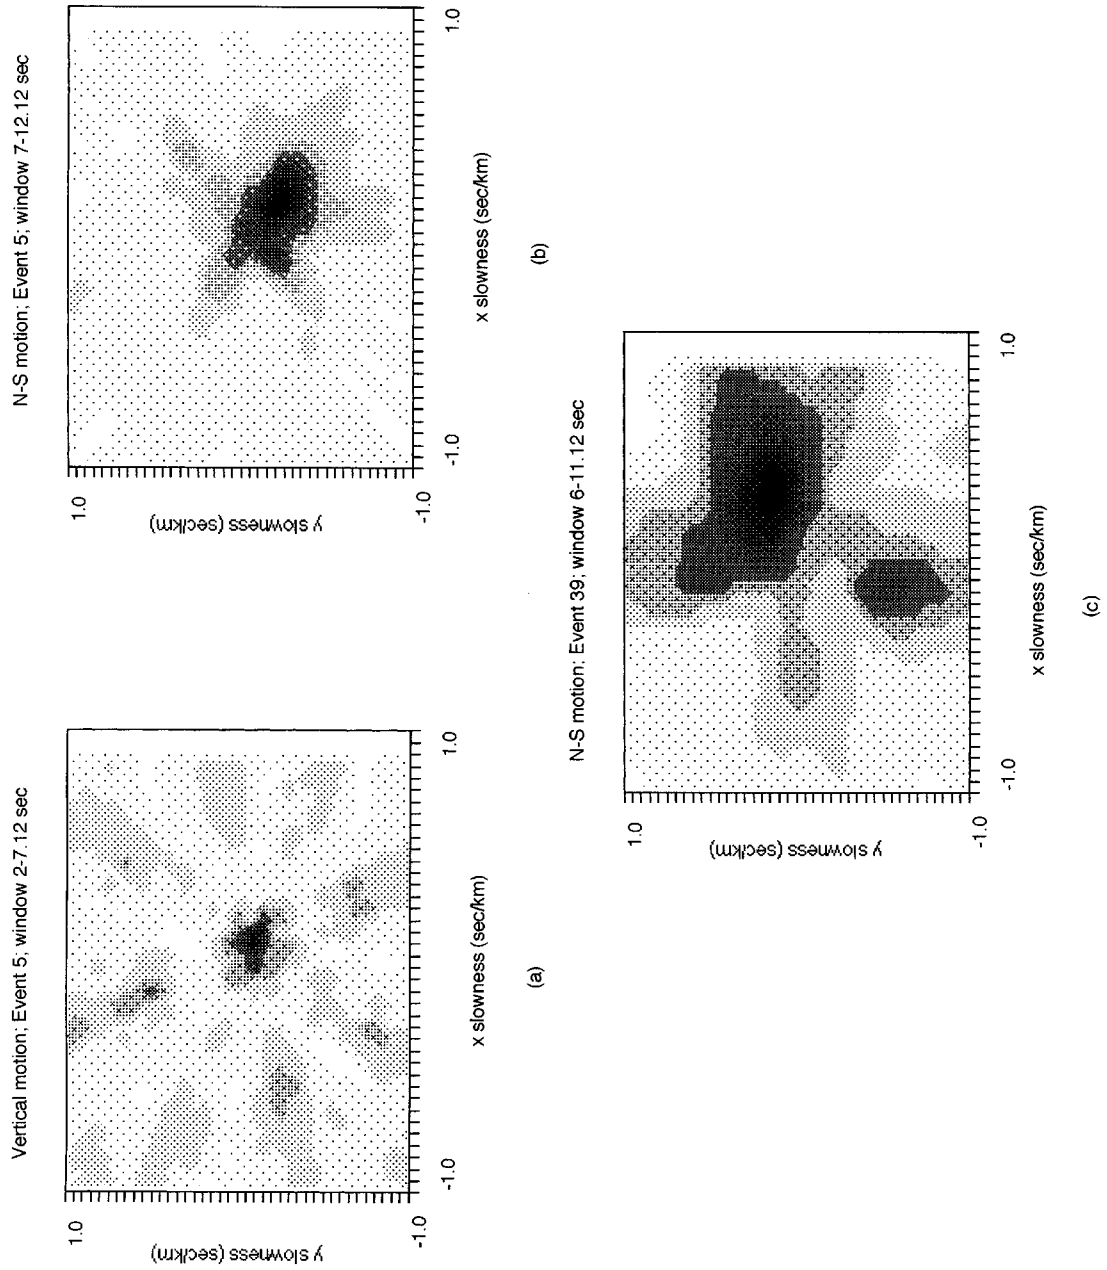 Vertical motion; Event 5, window 2-7.12 sec
1.0
y slowness (sec/km)
-1.0
-1.0
1.0
x slowness (sec/km)
(a)
N-S motion; Event 5; window 7-12.12 sec
1.0
y slowness (sec/km)
-1.0
-1.0
1.0
x slowness (sec/km)
(b)
N-S motion; Event 39; window 6-11.12 sec
1.0
y slowness (sec/km)
-1.0
-1.0
1.0
x slowness (sec/km)
(c)